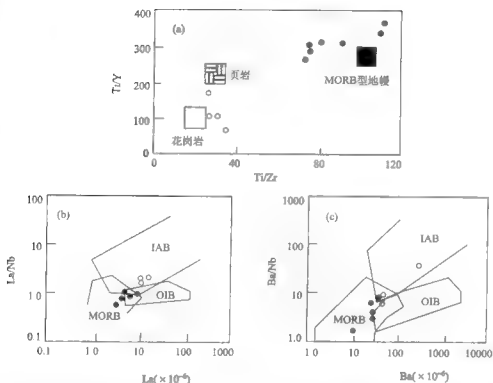 400
300
200
100
0
Ti/Y
(a)
页岩
MORB型地幔
花岗岩
0
40
80
120
Ti/Zr
100
10
1.0
0.1
La/Nb
(b)
IAB
OIB
MORB
0.1
1.0
10
100
1000
10000
La(×10⁻⁶)
100
10
1.0
0.1
Ba/Nb
(c)
IAB
OIB
MORB
1 0
10
100
1000
10000
Ba(×10⁻⁶)